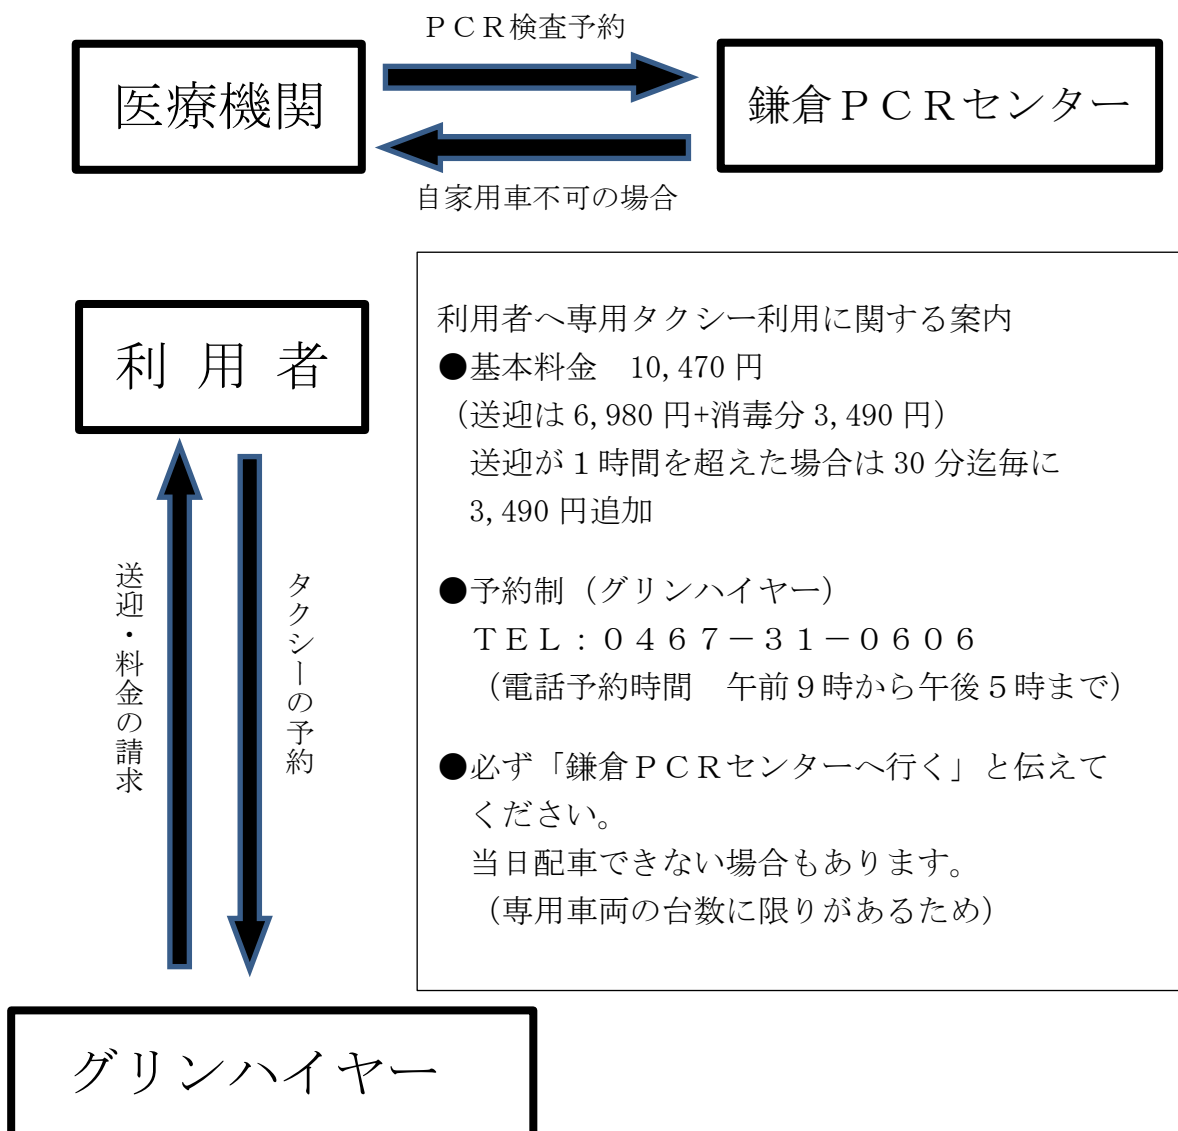 ＰＣＲ検査予約
医療機関
鎌倉ＰＣＲセンター
自家用車不可の場合
利用者
利用者へ専用タクシー利用に関する案内
●基本料金　10,470 円
（送迎は 6,980 円+消毒分 3,490 円）
送迎が１時間を超えた場合は 30 分迄毎に
3,490 円追加
●予約制（グリンハイヤー）
ＴＥＬ：０４６７－３１－０６０６
（電話予約時間　午前９時から午後５時まで）
●必ず「鎌倉ＰＣＲセンターへ行く」と伝えて
ください。
当日配車できない場合もあります。
（専用車両の台数に限りがあるため）
送迎・料金の請求
タクシーの予約
グリンハイヤー